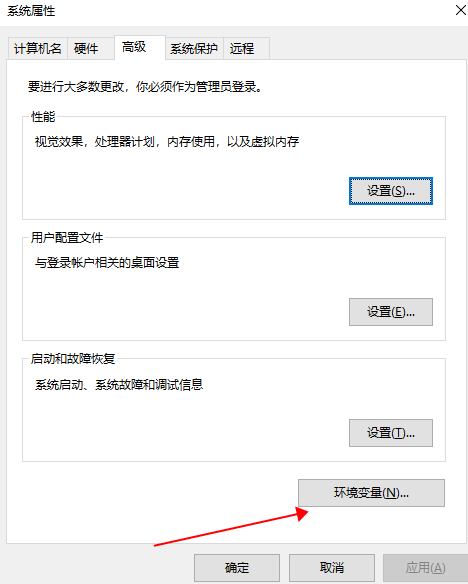 系统属性
计算机名 硬件 高级 系统保护 远程
要进行大多数更改，你必须作为管理员登录。
性能
视觉效果，处理器计划，内存使用，以及虚拟内存
设置(S)...
用户配置文件
与登录帐户相关的桌面设置
设置(E)...
启动和故障恢复
系统启动、系统故障和调试信息
设置(T)...
环境变量(N)...
确定 取消 应用(A)